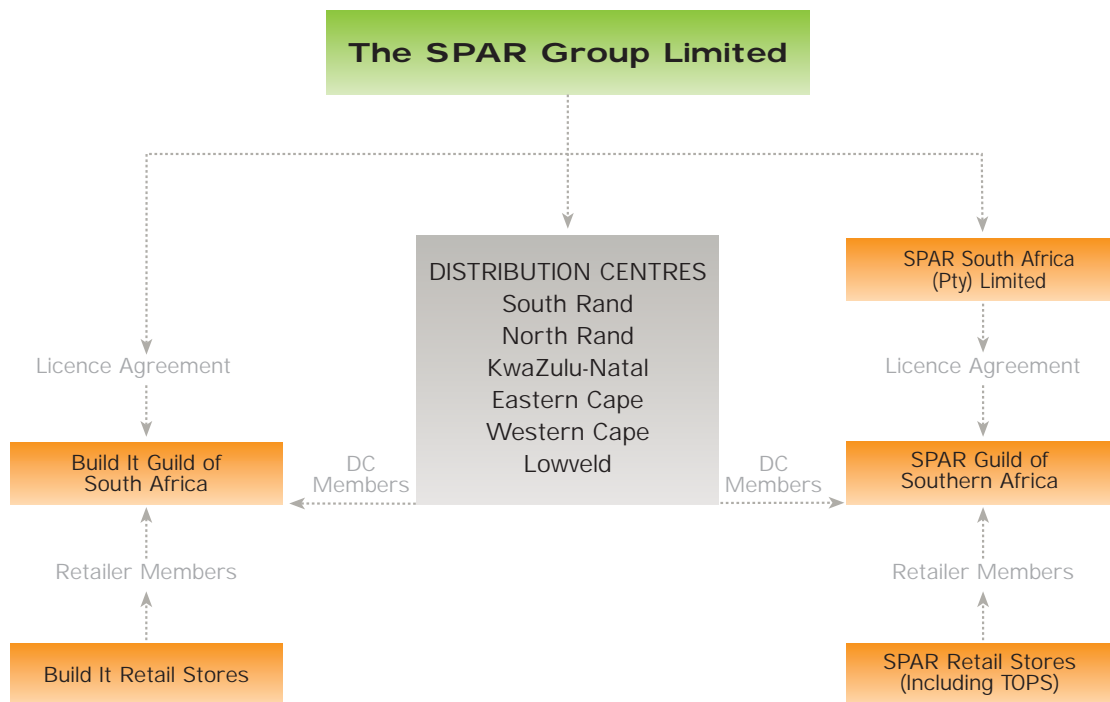 The SPAR Group Limited
DISTRIBUTION CENTRES
South Rand
North Rand
KwaZulu-Natal
Eastern Cape
Western Cape
Lowveld
SPAR South Africa
(Pty) Limited
Licence Agreement
Licence Agreement
Build It Guild of
South Africa
DC
Members
DC
Members
SPAR Guild of
Southern Africa
Retailer Members
Retailer Members
Build It Retail Stores
SPAR Retail Stores
(Including TOPS)